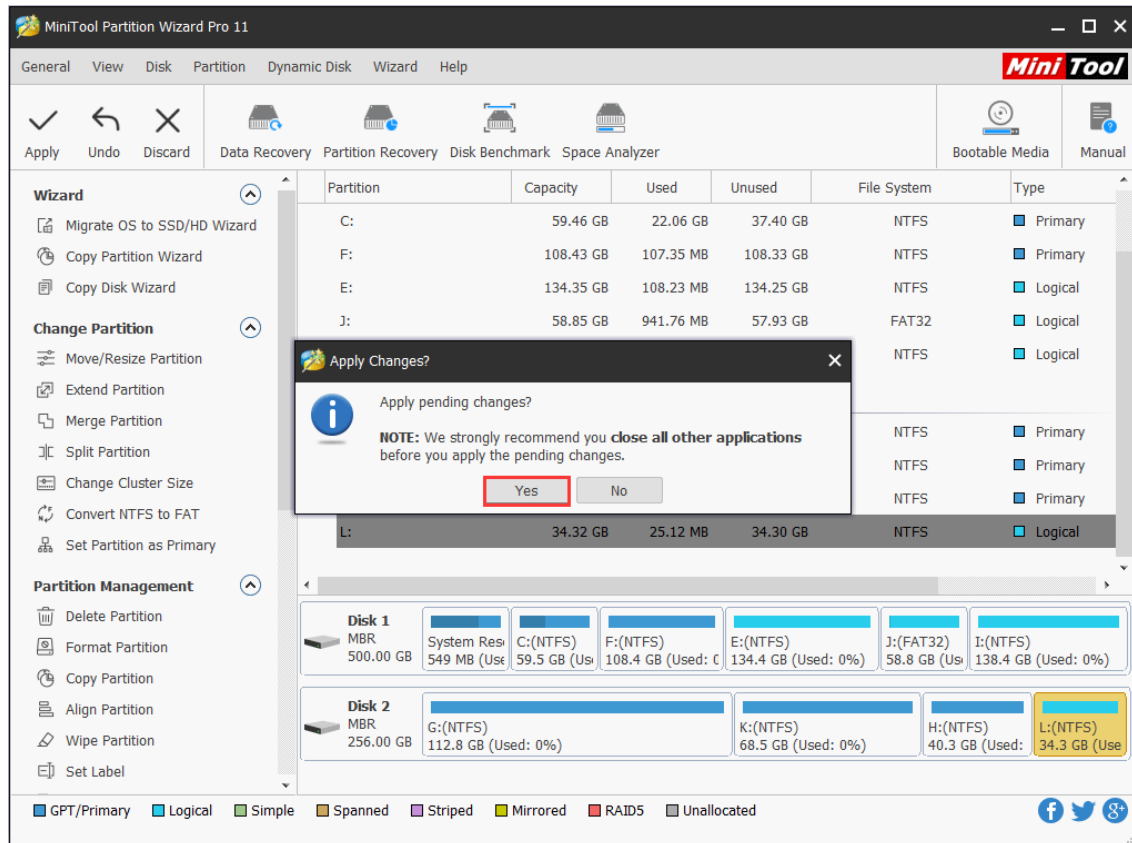 MiniTool Partition Wizard Pro 11
General View Disk Partition Dynamic Disk Wizard Help
Mini Tool
Apply Undo Discard Data Recovery Partition Recovery Disk Benchmark Space Analyzer Bootable Media Manual
Wizard
Migrate OS to SSD/HD Wizard
Copy Partition Wizard
Copy Disk Wizard
Change Partition
Move/Resize Partition
Extend Partition
Merge Partition
Split Partition
Change Cluster Size
Convert NTFS to FAT
Set Partition as Primary
Partition Management
Delete Partition
Format Partition
Copy Partition
Align Partition
Wipe Partition
Set Label
Partition Capacity Used Unused File System Type
C: 59.46 GB 22.06 GB 37.40 GB NTFS Primary
F: 108.43 GB 107.35 MB 108.33 GB NTFS Primary
E: 134.35 GB 108.23 MB 134.25 GB NTFS Logical
J: 58.85 GB 941.76 MB 57.93 GB FAT32 Logical
NTFS Logical
NTFS Primary
NTFS Primary
NTFS Primary
L: 34.32 GB 25.12 MB 34.30 GB NTFS Logical
Apply Changes?
Apply pending changes?
NOTE: We strongly recommend you close all other applications
before you apply the pending changes.
Yes No
Disk 1
MBR
500.00 GB
System Res
549 MB (Use
C:(NTFS)
59.5 GB (Us
F:(NTFS)
108.4 GB (Used:
E:(NTFS)
134.4 GB (Used: 0%)
J:(FAT32)
58.8 GB (Us
I:(NTFS)
138.4 GB (Used: 0%)
Disk 2
MBR
256.00 GB
G:(NTFS)
112.8 GB (Used: 0%)
K:(NTFS)
68.5 GB (Used: 0%)
H:(NTFS)
40.3 GB (Used:
L:(NTFS)
34.3 GB (Use
GPT/Primary Logical Simple Spanned Striped Mirrored RAID5 Unallocated